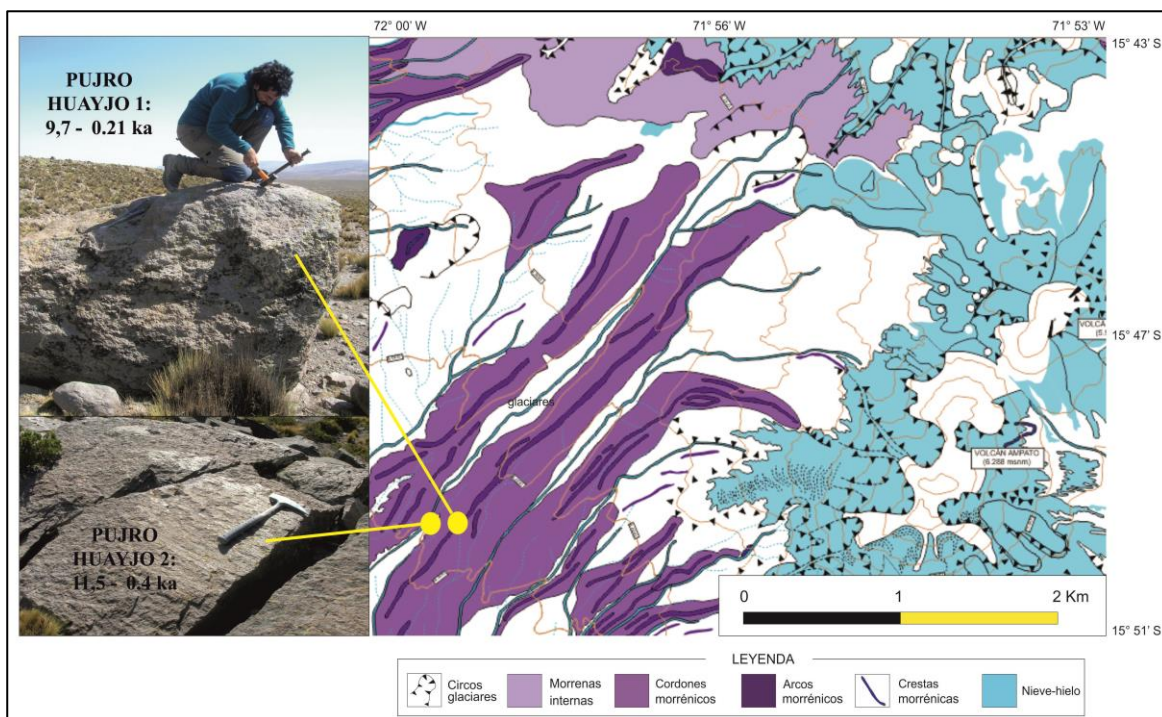 72 00' W
71 56' W
71 53' W
15 43' S
PUJRO
HUAYJO 1:
9,7 - 0.21 ka
15 47' S
VOLCÁN
glaciares
VOLCÁN AMPATO
(6.288 msnm)
PUJRO
HUAYJO 2:
11.5 - 0.4 ka
0 1 2 Km
15 51' S
LEYENDA
Circos
glaciares
Morrenas
internas
Cordones
morrénicos
Arcos
morrénicos
Crestas
morrénicas
Nieve-hielo